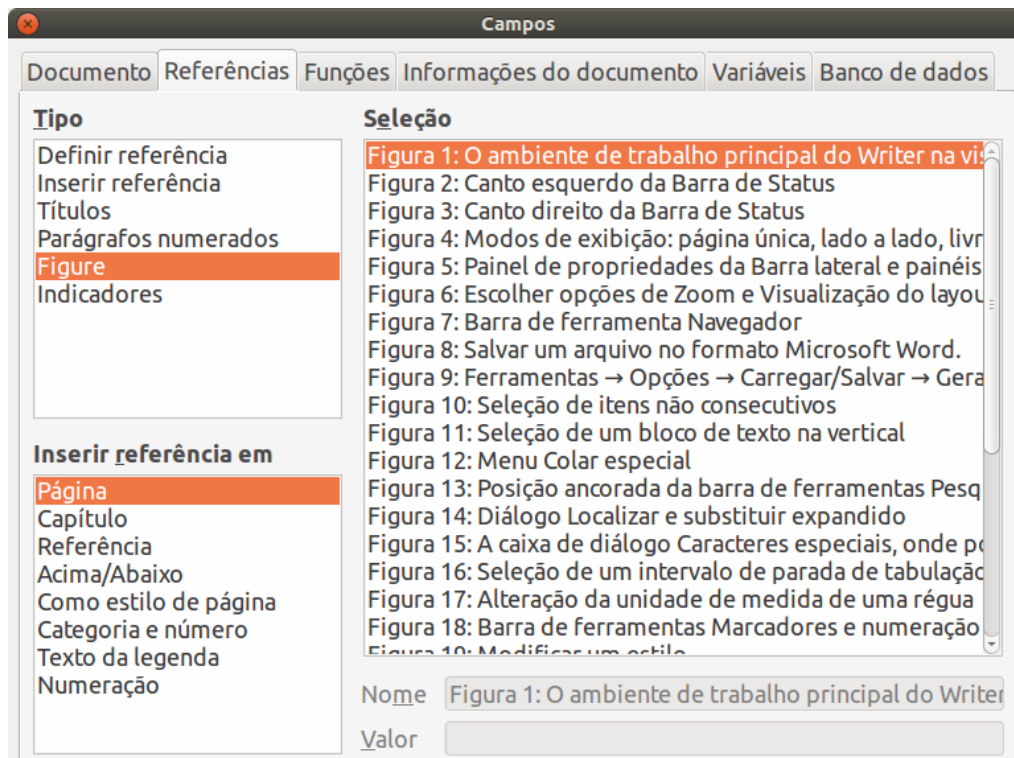 Campos
Documento Referências Funções Informações do documento Variáveis Banco de dados
Tipo
Definir referência
Inserir referência
Títulos
Parágrafos numerados
Figure
Indicadores
Inserir referência em
Página
Capítulo
Referência
Acima/Abaixo
Como estilo de página
Categoria e número
Texto da legenda
Numeração
Seleção
Figura 1: O ambiente de trabalho principal do Writer na vis
Figura 2: Canto esquerdo da Barra de Status
Figura 3: Canto direito da Barra de Status
Figura 4: Modos de exibição: página única, lado a lado, livr
Figura 5: Painel de propriedades da Barra lateral e painéis
Figura 6: Escolher opções de Zoom e Visualização do layou
Figura 7: Barra de ferramenta Navegador
Figura 8: Salvar um arquivo no formato Microsoft Word.
Figura 9: Ferramentas → Opções → Carregar/Salvar → Gera
Figura 10: Seleção de itens não consecutivos
Figura 11: Seleção de um bloco de texto na vertical
Figura 12: Menu Colar especial
Figura 13: Posição ancorada da barra de ferramentas Pesq
Figura 14: Diálogo Localizar e substituir expandido
Figura 15: A caixa de diálogo Caracteres especiais, onde po
Figura 16: Seleção de um intervalo de parada de tabulação
Figura 17: Alteração da unidade de medida de uma régua
Figura 18: Barra de ferramentas Marcadores e numeração
Figura 19: Modificar um estilo
Nome Figura 1: O ambiente de trabalho principal do Writer
Valor